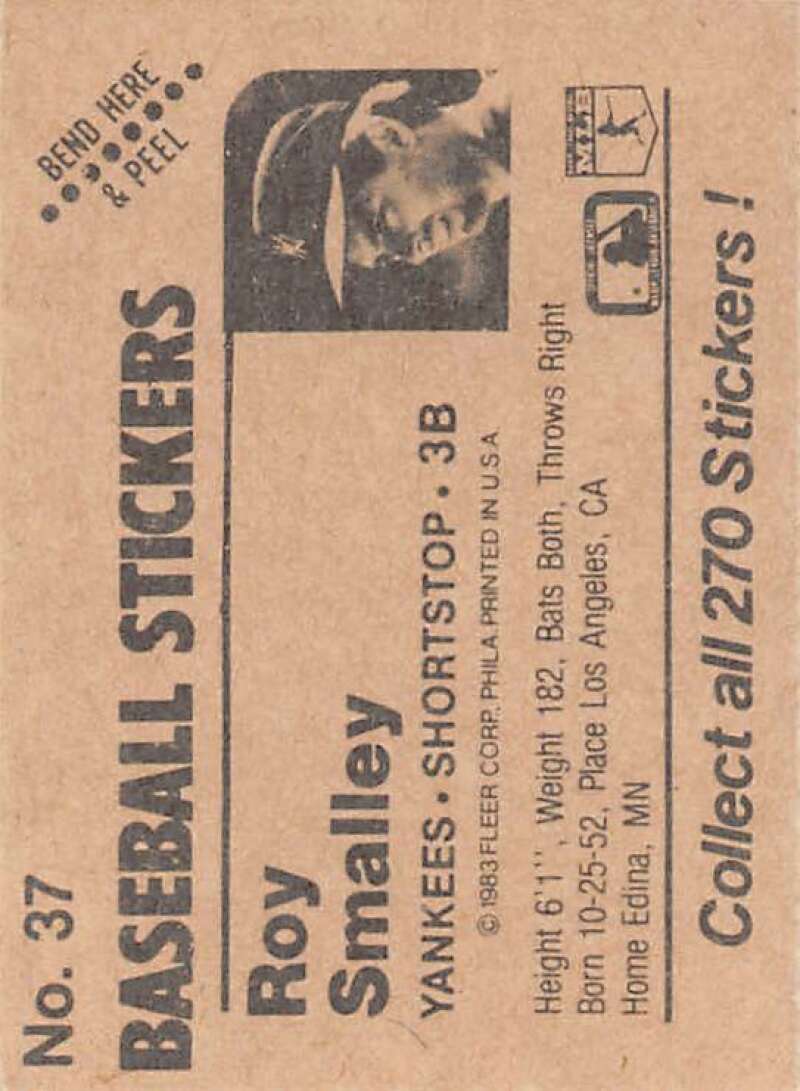 No. 37
BEND HERE
& PEEL
BASEBALL STICKERS
Roy
Smalley
YANKEES • SHORTSTOP • 3B
© 1983 FLEER CORP. PHILA. PRINTED IN U.S.A
Height 6'1'', Weight 182, Bats Both, Throws Right
Born 10-25-52, Place Los Angeles, CA
Home Edina, MN
Collect all 270 Stickers!